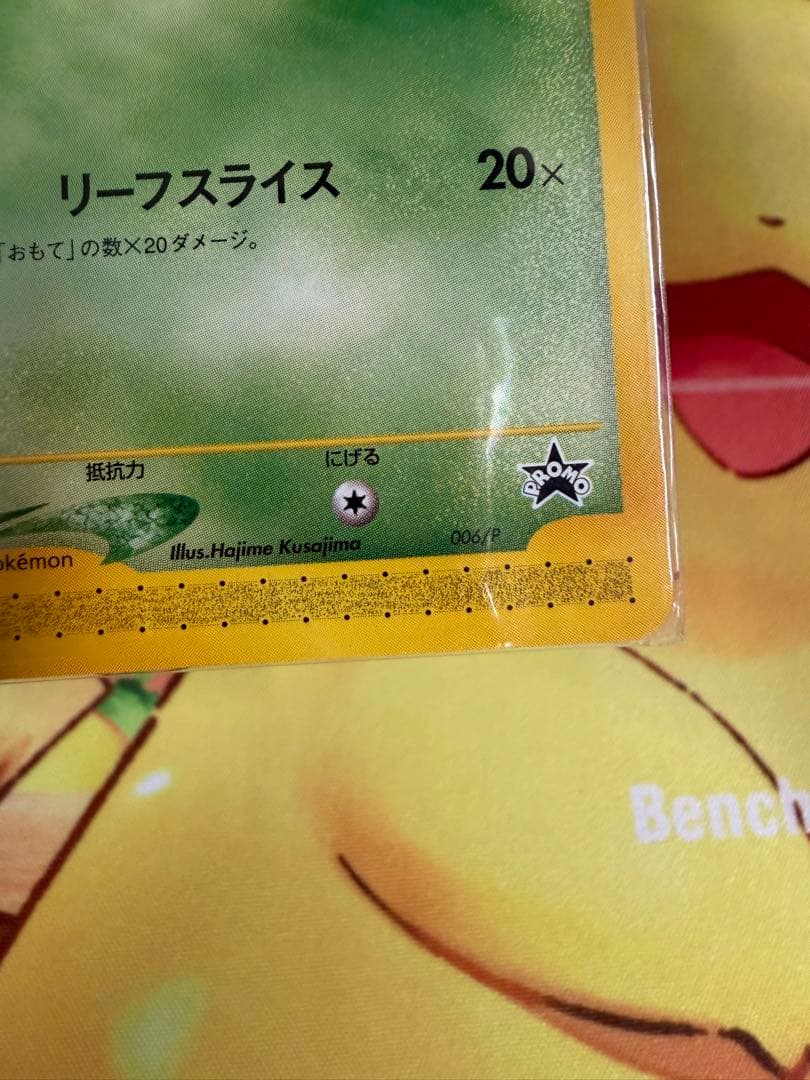 リーフスライス 20×
「おもて」の数×20ダメージ。
抵抗力 にげる
PROMO
okémon Illus.Hajime Kusajima 006/P
Bench